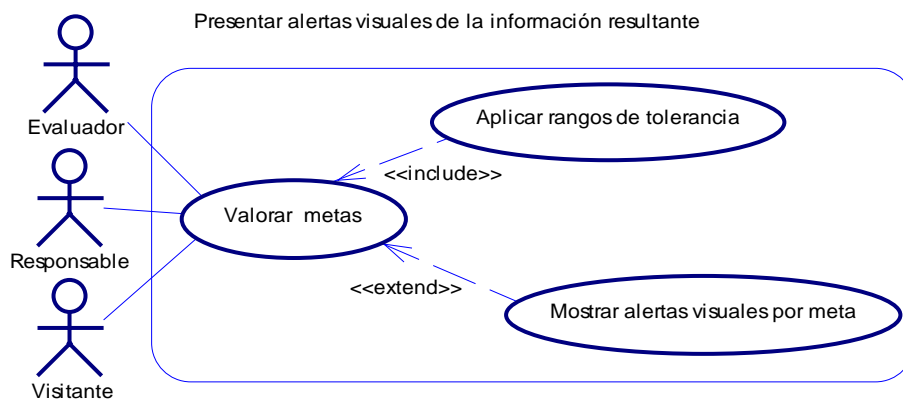 Presentar alertas visuales de la información resultante
Evaluador
Aplicar rangos de tolerancia
<<include>>
Valorar metas
Responsable
<<extend>>
Mostrar alertas visuales por meta
Visitante